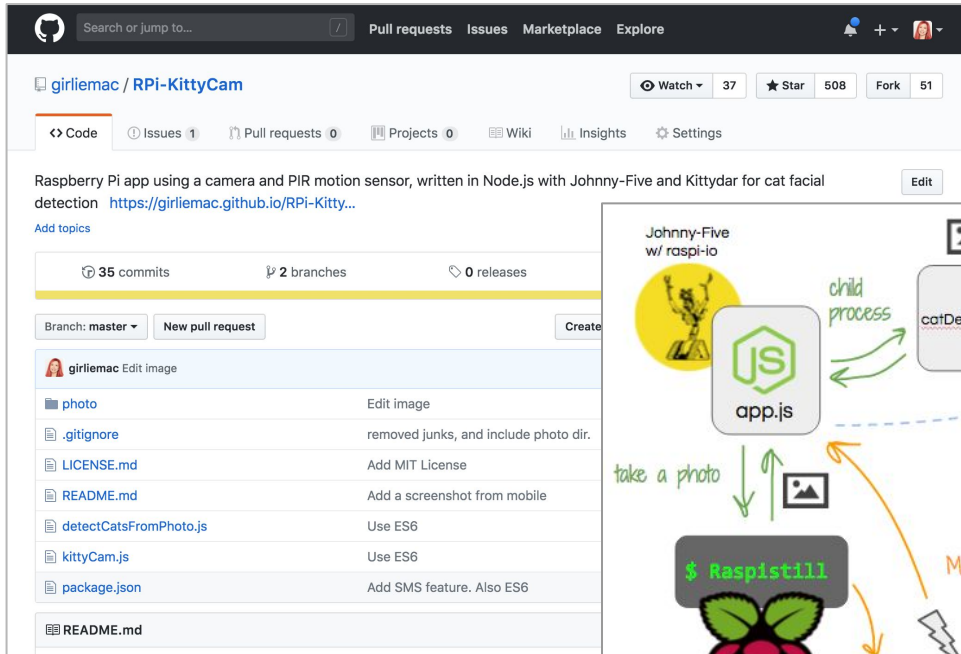 Search or jump to... /
Pull requests Issues Marketplace Explore
girliemac / RPi-KittyCam
Watch 37 Star 508 Fork 51
<> Code Issues 1 Pull requests 0 Projects 0 Wiki Insights Settings
Raspberry Pi app using a camera and PIR motion sensor, written in Node.js with Johnny-Five and Kittydar for cat facial
detection https://girliemac.github.io/RPi-Kitty...
Edit
Add topics
35 commits 2 branches 0 releases
Branch: master New pull request Create
girliemac Edit image
photo Edit image
.gitignore removed junks, and include photo dir.
LICENSE.md Add MIT License
README.md Add a screenshot from mobile
detectCatsFromPhoto.js Use ES6
kittyCam.js Use ES6
package.json Add SMS feature. Also ES6
README.md
Johnny-Five
w/ raspi-io
child
process
catDe
JS
app.js
take a photo
$ Raspistill
M